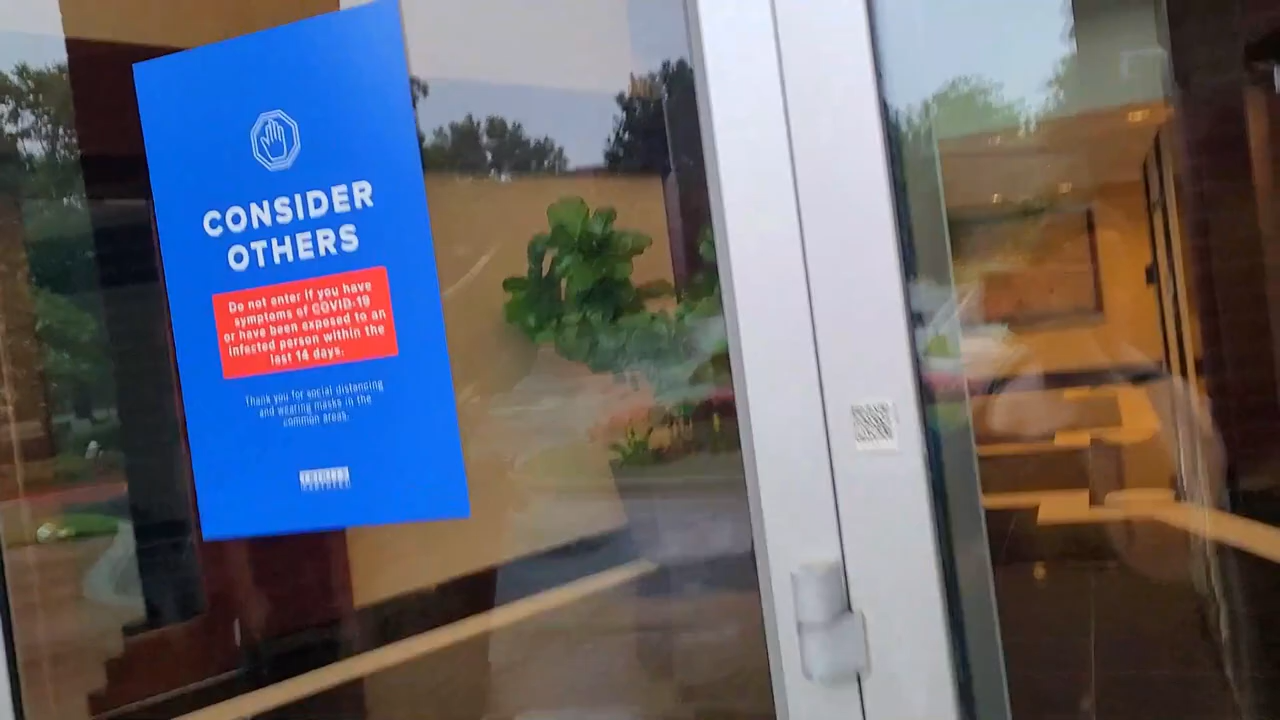 CONSIDER
OTHERS
Do not enter if you have
symptoms of COVID-19
or have been exposed to an
infected person within the
last 14 days.
Thank you for social distancing
and wearing masks in the
common areas.